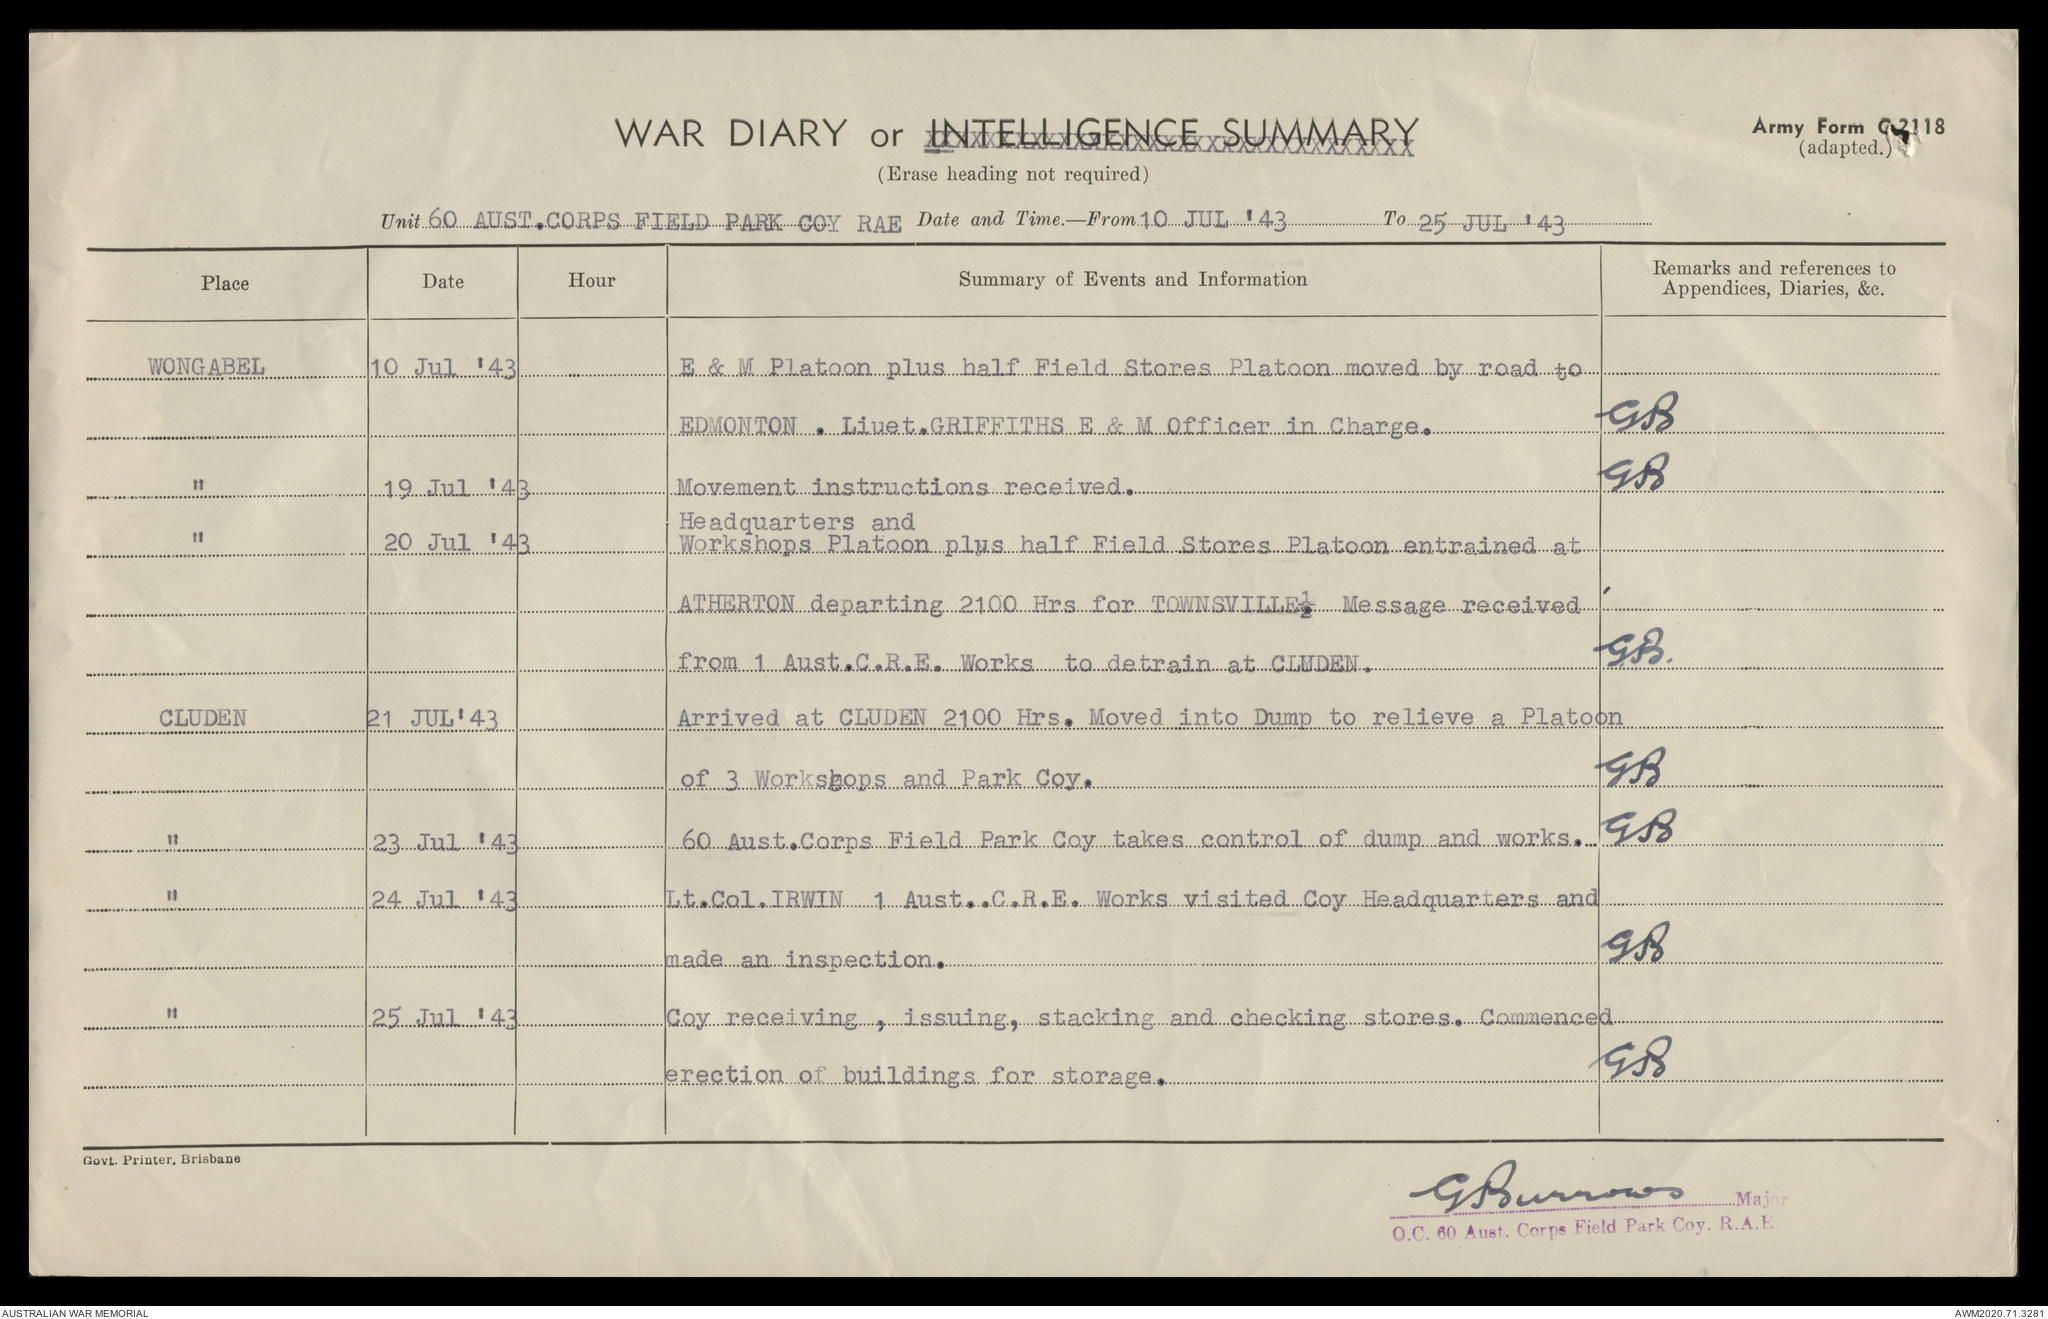 WAR DIARY or INTELLIGENCE SUMMARY
Army Form C 2118
(adapted.)
(Erase heading not required)
Unit 60 AUST.CORPS FIELD PARK COY RAE Date and Time.—From 10 JUL '43 To 25 JUL '43
Place Date Hour Summary of Events and Information Remarks and references to Appendices, Diaries, &c.
WONGABEL 10 Jul '43 E & M Platoon plus half Field Stores Platoon moved by road to
EDMONTON . Liuet.GRIFFITHS E & M Officer in Charge. GB
" 19 Jul '43 Movement instructions received. GB
Headquarters and
" 20 Jul '43 Workshops Platoon plus half Field Stores Platoon entrained at
ATHERTON departing 2100 Hrs for TOWNSVILLE½ Message received
from 1 Aust.C.R.E. Works to detrain at CLUDEN. G.B.
CLUDEN 21 JUL'43 Arrived at CLUDEN 2100 Hrs. Moved into Dump to relieve a Platoon
of 3 Workshops and Park Coy. GB
" 23 Jul '43 60 Aust.Corps Field Park Coy takes control of dump and works. GB
" 24 Jul '43 Lt.Col.IRWIN 1 Aust..C.R.E. Works visited Coy Headquarters and
made an inspection. GB
" 25 Jul '43 Coy receiving , issuing, stacking and checking stores. Commenced
erection of buildings for storage. GB
Govt. Printer, Brisbane
GBurrows Major
O.C. 60 Aust. Corps Field Park Coy. R.A.E
AUSTRALIAN WAR MEMORIAL AWM2020.71.3281